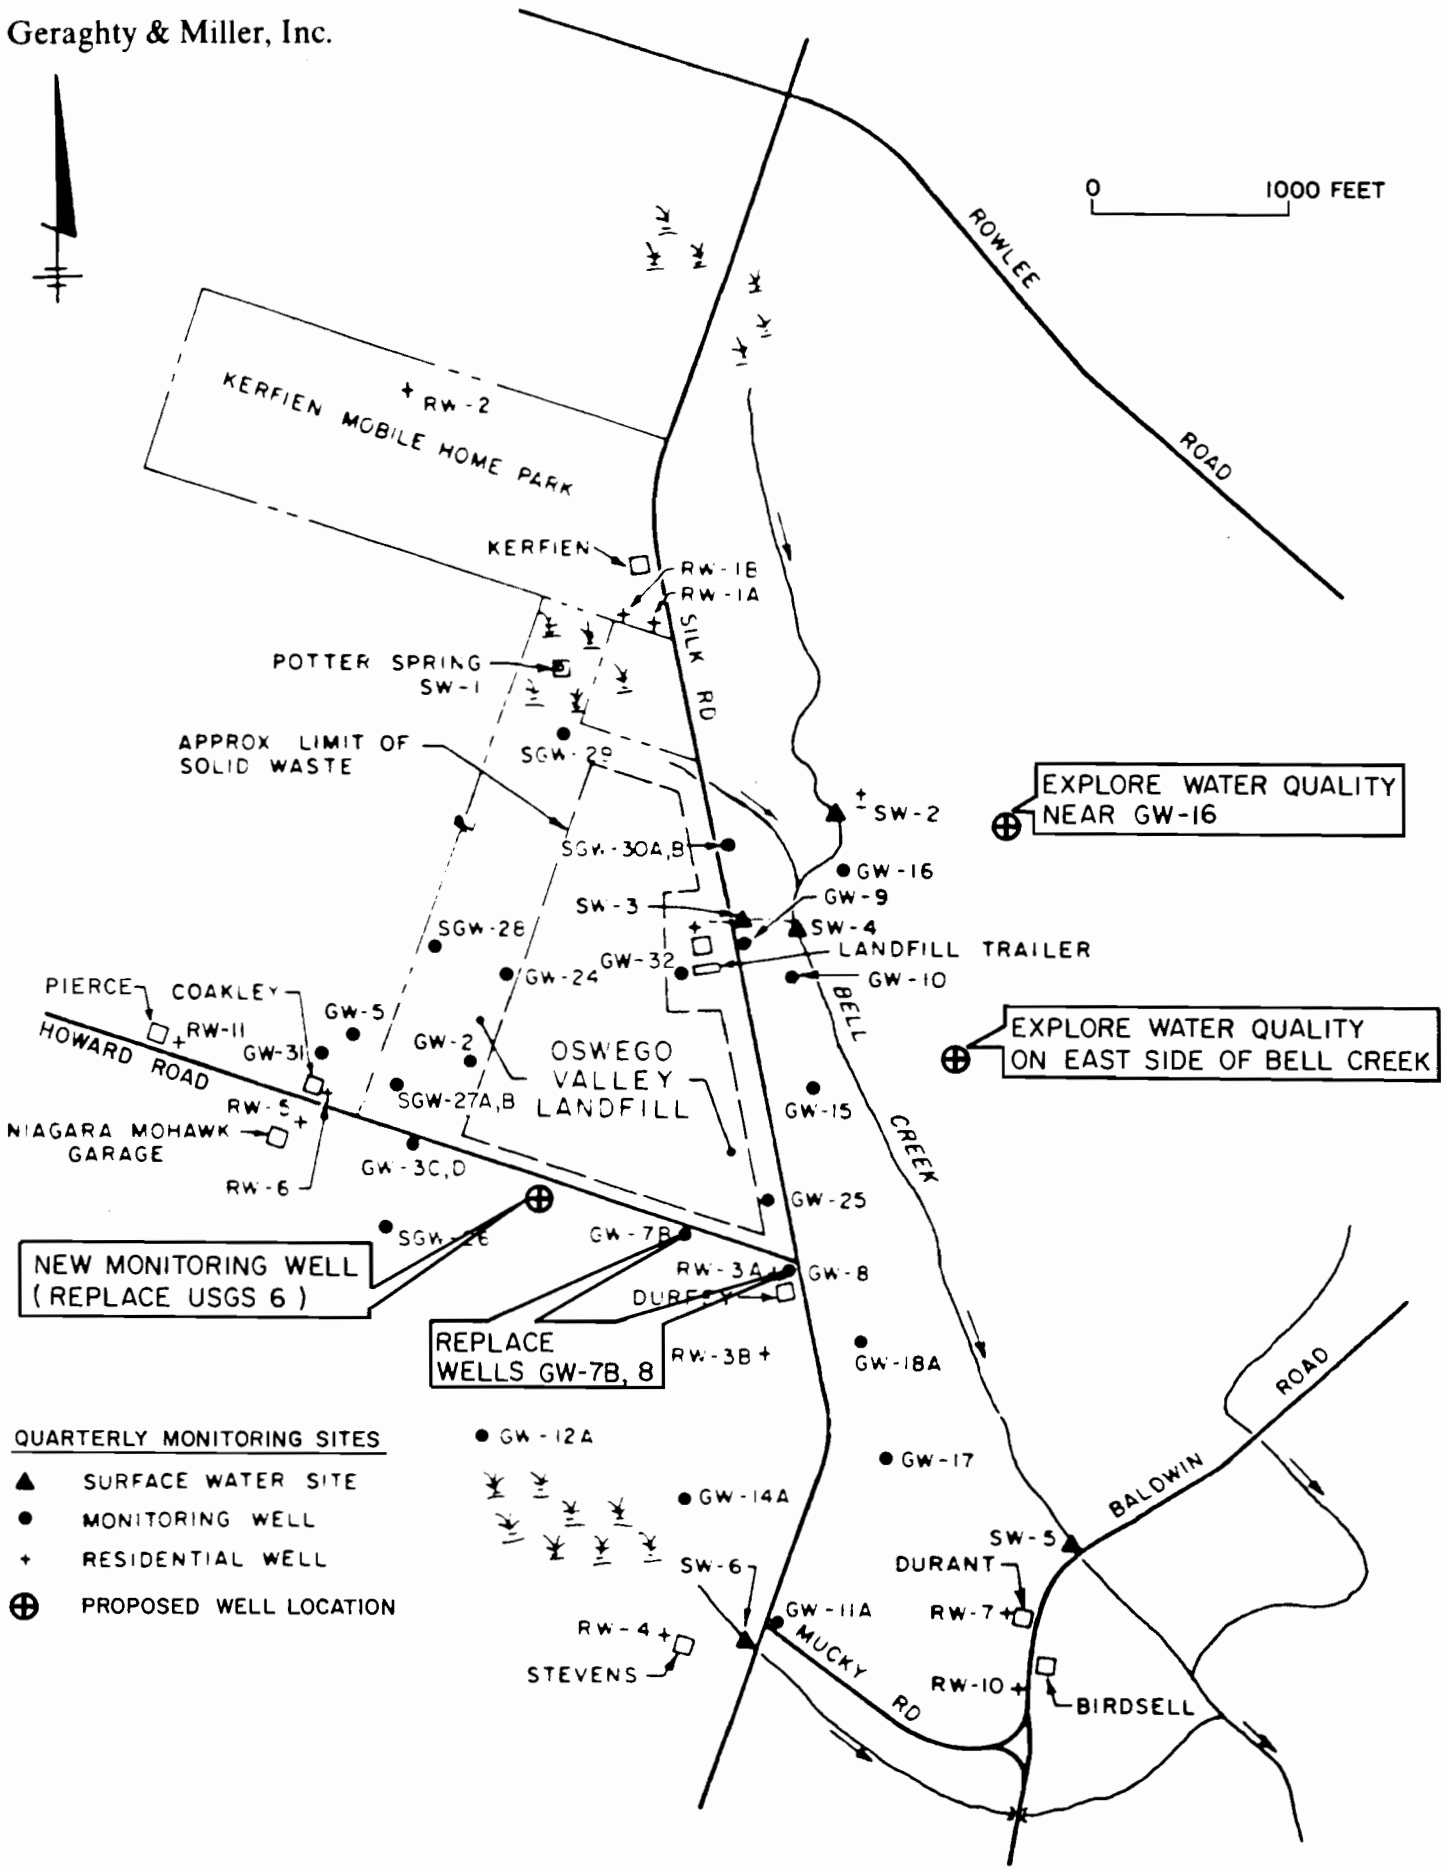 Geraghty & Miller, Inc.
0 1000 FEET
ROWLEE
ROAD
RW-2
KERFIEN MOBILE HOME PARK
KERFIEN
RW-1B
RW-1A
SILK RD
POTTER SPRING
SW-1
SGW-29
APPROX LIMIT OF
SOLID WASTE
EXPLORE WATER QUALITY
NEAR GW-16
SW-2
SGW-30A,B
GW-16
GW-9
SW-3
SW-4
SGW-28
LANDFILL TRAILER
GW-32
GW-24
GW-10
PIERCE
COAKLEY
GW-5
RW-11
GW-31
GW-2
HOWARD ROAD
BELL
CREEK
OSWEGO
VALLEY
LANDFILL
EXPLORE WATER QUALITY
ON EAST SIDE OF BELL CREEK
SGW-27A,B
GW-15
RW-5
NIAGARA MOHAWK
GARAGE
GW-3C,D
RW-6
GW-25
SGW-26
GW-7B
NEW MONITORING WELL
(REPLACE USGS 6)
RW-3A
GW-8
DURFEY
REPLACE
WELLS GW-7B, 8
RW-3B
GW-18A
ROAD
BALDWIN
QUARTERLY MONITORING SITES
SURFACE WATER SITE
MONITORING WELL
RESIDENTIAL WELL
PROPOSED WELL LOCATION
GW-12A
GW-17
GW-14A
SW-5
SW-6
DURANT
GW-11A
RW-7
RW-4
MUCKY
RD
STEVENS
RW-10
BIRDSELL